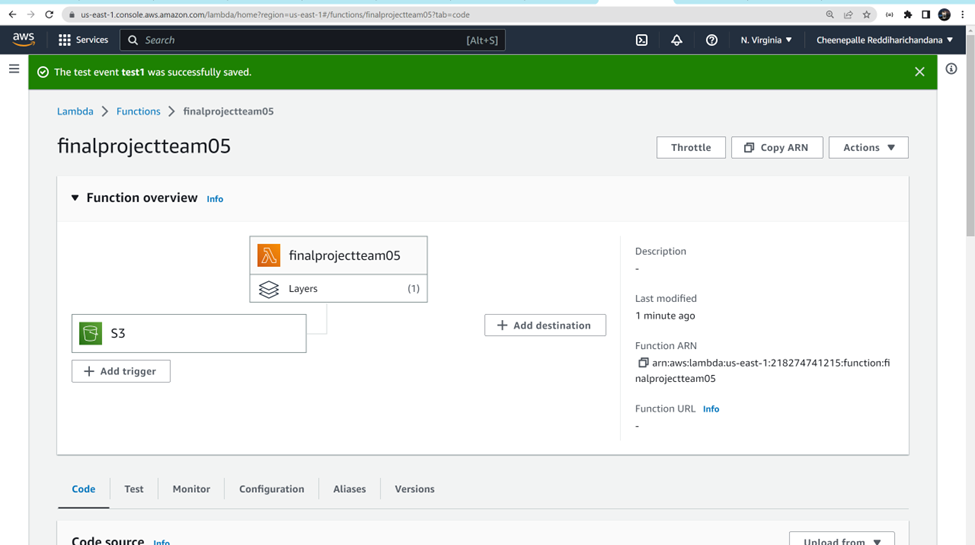 us-east-1.console.aws.amazon.com/lambda/home?region=us-east-1#/functions/finalprojectteam05?tab=code
aws Services Search [Alt+S] N. Virginia ▼ Cheenepalle Reddiharichandana ▼
The test event test1 was successfully saved.
Lambda > Functions > finalprojectteam05
finalprojectteam05 Throttle Copy ARN Actions ▼
▼ Function overview Info
finalprojectteam05
Layers (1)
S3
+ Add trigger
+ Add destination
Description
-
Last modified
1 minute ago
Function ARN
arn:aws:lambda:us-east-1:218274741215:function:fi
nalprojectteam05
Function URL Info
-
Code Test Monitor Configuration Aliases Versions
Code source Info Upload from ▼